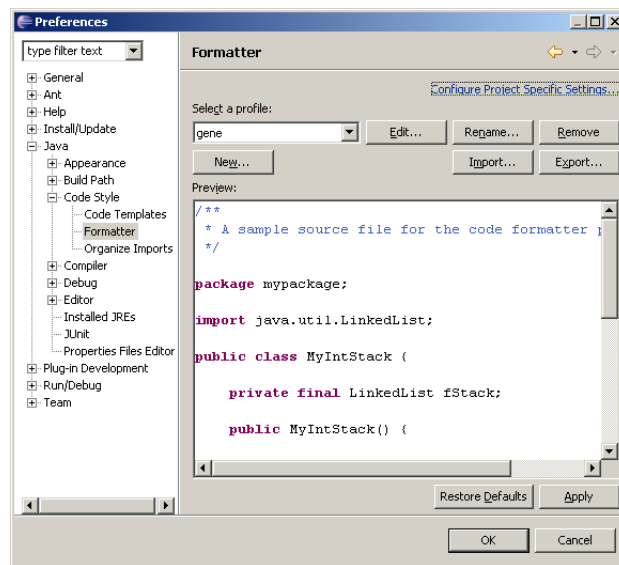 Preferences
type filter text
General
Ant
Help
Install/Update
Java
Appearance
Build Path
Code Style
Code Templates
Formatter
Organize Imports
Compiler
Debug
Editor
Installed JREs
JUnit
Properties Files Editor
Plug-in Development
Run/Debug
Team
Formatter
Configure Project Specific Settings...
Select a profile:
gene
Edit...
Rename...
Remove
New...
Import...
Export...
Preview:
/**
* A sample source file for the code formatter
*/
package mypackage;
import java.util.LinkedList;
public class MyIntStack {
private final LinkedList fStack;
public MyIntStack() {
Restore Defaults
Apply
OK
Cancel